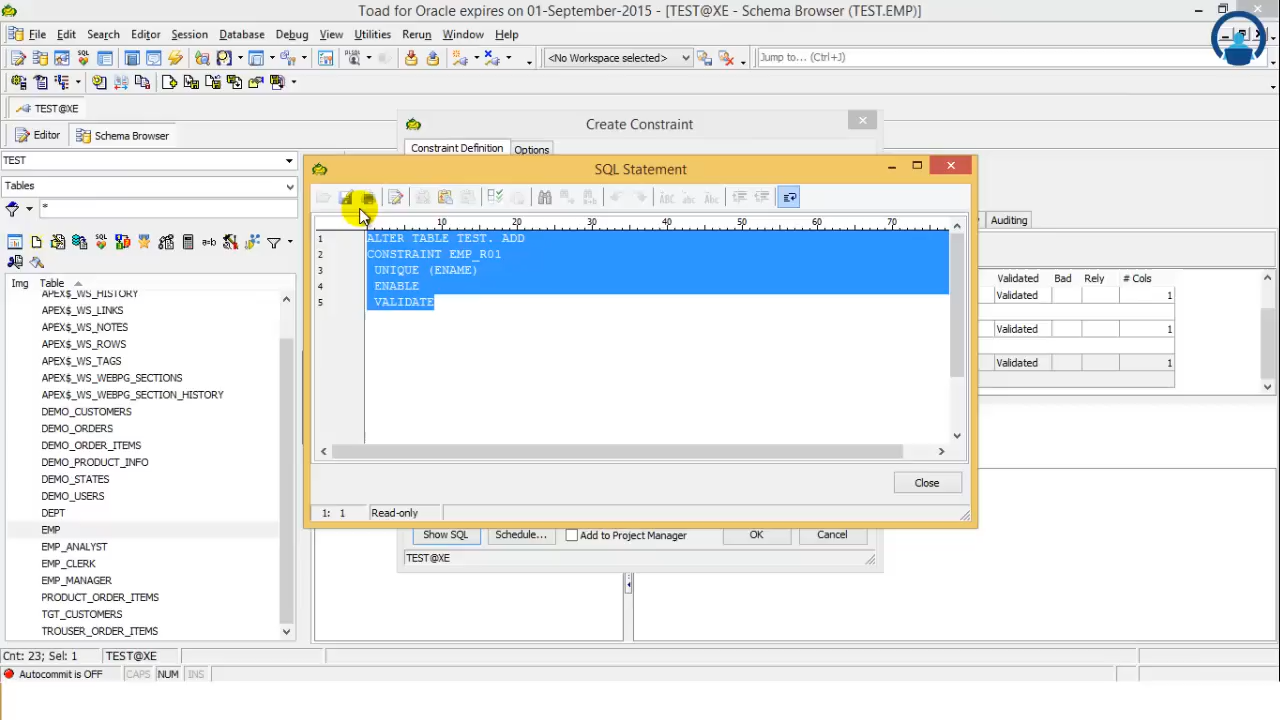 Toad for Oracle expires on 01-September-2015 - [TEST@XE - Schema Browser (TEST.EMP)]
File Edit Search Editor Session Database Debug View Utilities Rerun Window Help
SQL <No Workspace selected> Jump to... (Ctrl+J)
TEST@XE
Editor Schema Browser
TEST
Tables
*
Img Table
APEX$_WS_HISTORY
APEX$_WS_LINKS
APEX$_WS_NOTES
APEX$_WS_ROWS
APEX$_WS_TAGS
APEX$_WS_WEBPG_SECTIONS
APEX$_WS_WEBPG_SECTION_HISTORY
DEMO_CUSTOMERS
DEMO_ORDERS
DEMO_ORDER_ITEMS
DEMO_PRODUCT_INFO
DEMO_STATES
DEMO_USERS
DEPT
EMP
EMP_ANALYST
EMP_CLERK
EMP_MANAGER
PRODUCT_ORDER_ITEMS
TGT_CUSTOMERS
TROUSER_ORDER_ITEMS
Create Constraint
Constraint Definition Options
SQL Statement
10 20 30 40 50 60 70
1 ALTER TABLE TEST. ADD
2 CONSTRAINT EMP_R01
3 UNIQUE (ENAME)
4 ENABLE
5 VALIDATE
Close
1: 1 Read-only
Show SQL Schedule... Add to Project Manager OK Cancel
TEST@XE
Auditing
Validated Bad Rely # Cols
Validated 1
Validated 1
Validated 1
Cnt: 23; Sel: 1 TEST@XE
Autocommit is OFF CAPS NUM INS